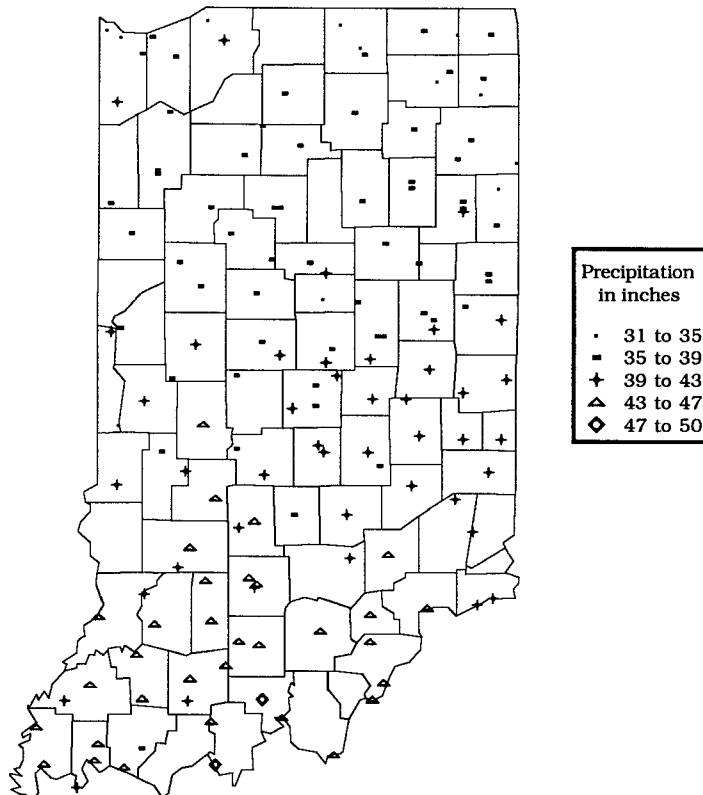 Precipitation
in inches
31 to 35
35 to 39
39 to 43
43 to 47
47 to 50